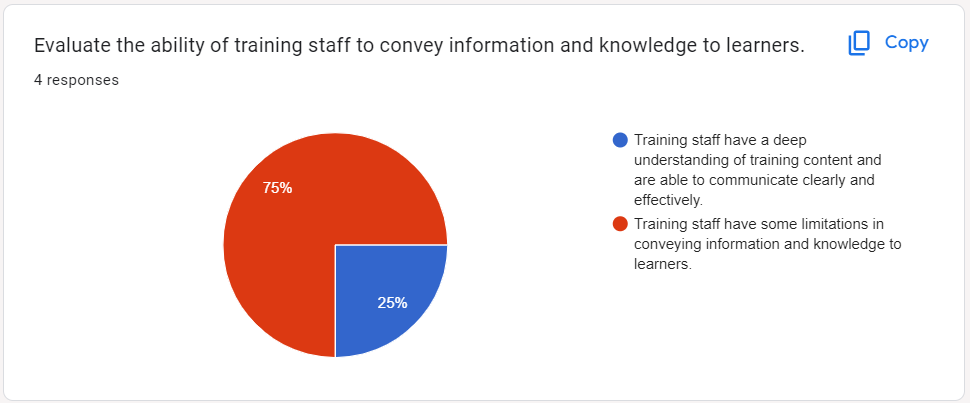 Evaluate the ability of training staff to convey information and knowledge to learners.
Copy
4 responses
75%
25%
Training staff have a deep
understanding of training content and
are able to communicate clearly and
effectively.
Training staff have some limitations in
conveying information and knowledge to
learners.